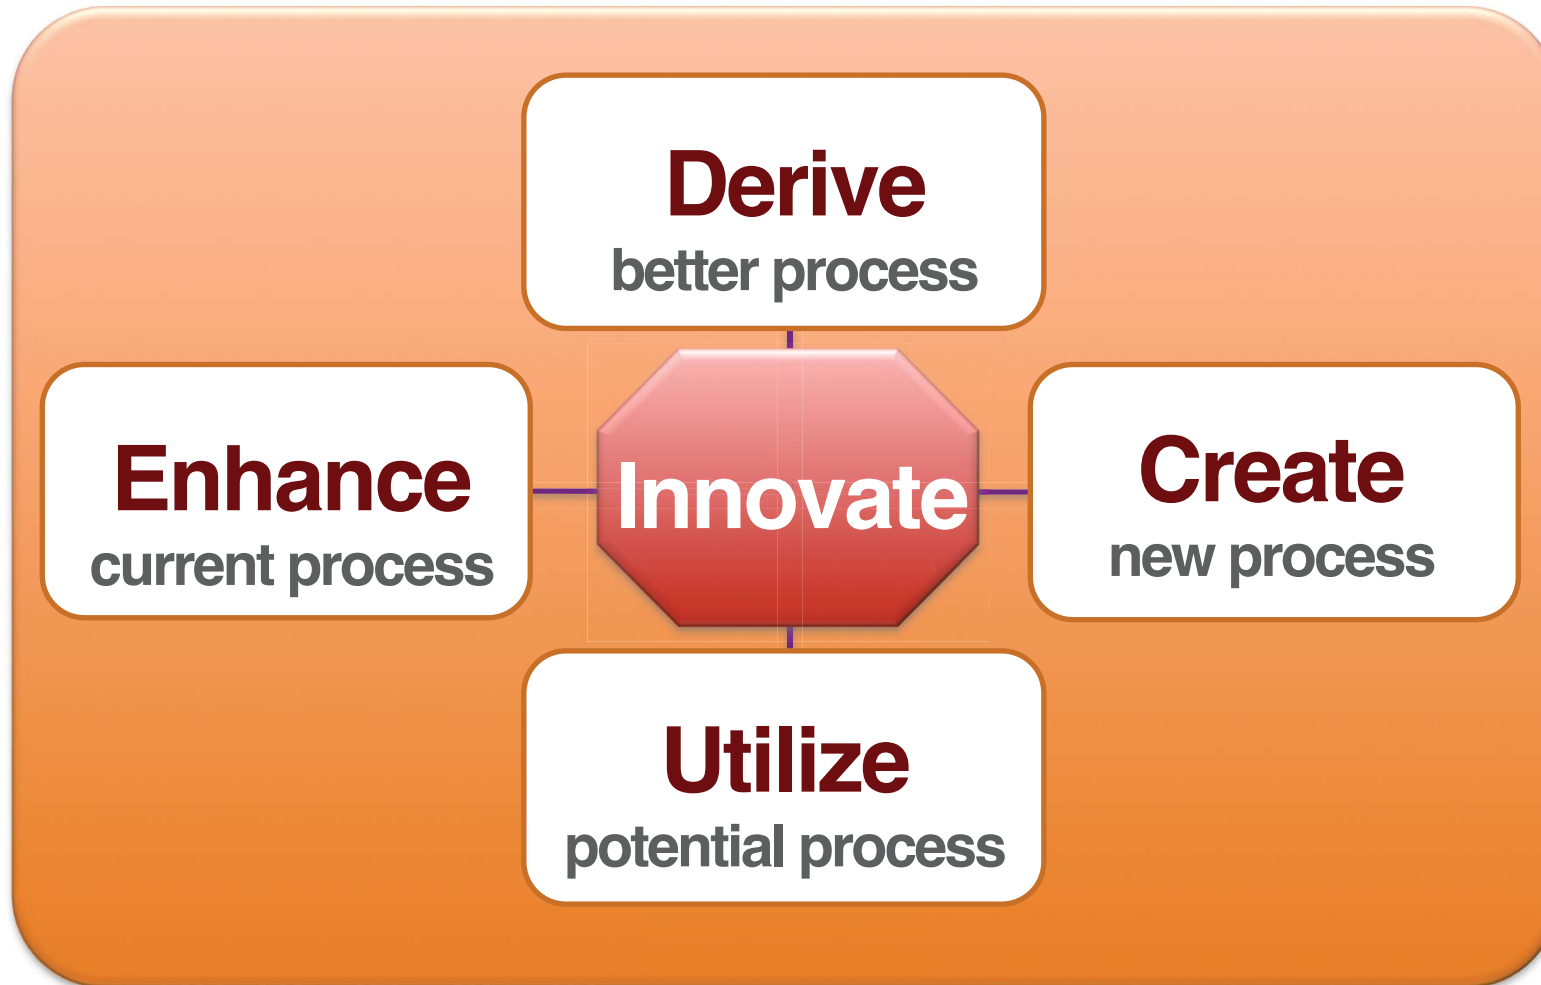 Derive
better process
Enhance
current process
Innovate
Create
new process
Utilize
potential process